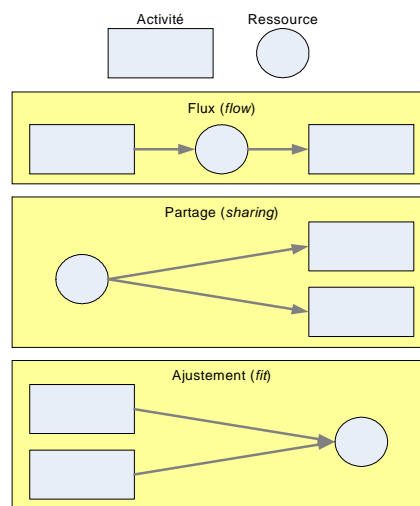 Activité
Ressource
Flux (flow)
Partage (sharing)
Ajustement (fit)